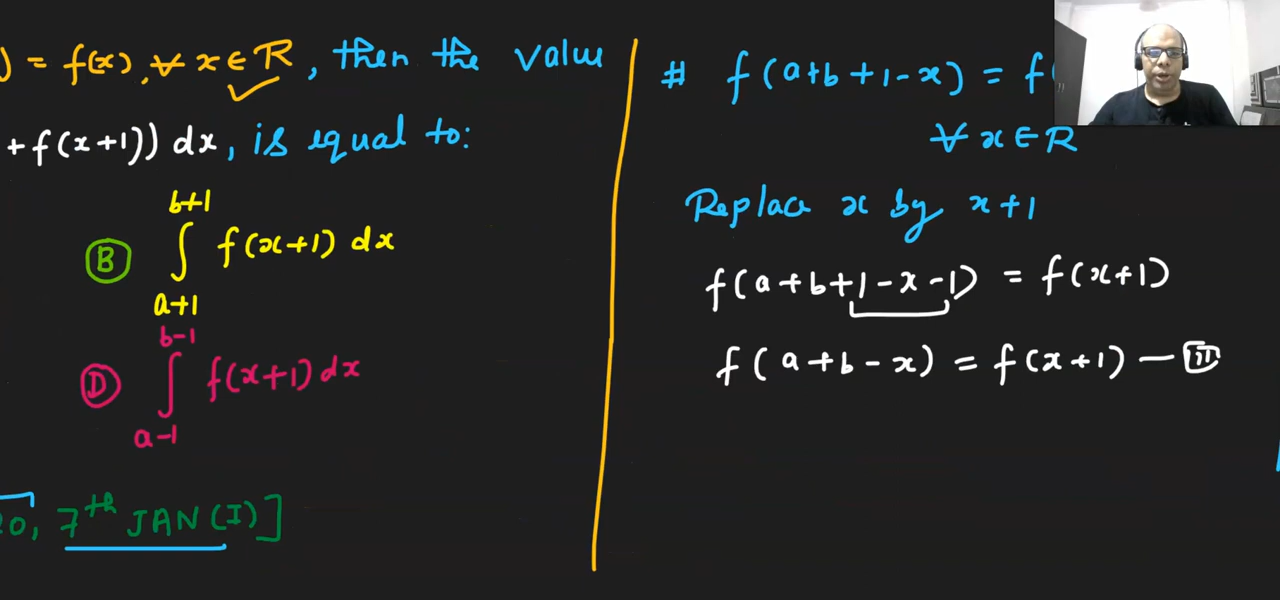 ) = f(x), ∀ x ∈ R, then the value
+ f(x+1)) dx, is equal to:
B ∫_{a+1}^{b+1} f(x+1) dx
D ∫_{a-1}^{b-1} f(x+1) dx
20, 7th JAN (I)]
# f(a+b+1-x) = f(
∀ x ∈ R
Replace x by x+1
f(a+b+1-x-1) = f(x+1)
f(a+b-x) = f(x+1) — III